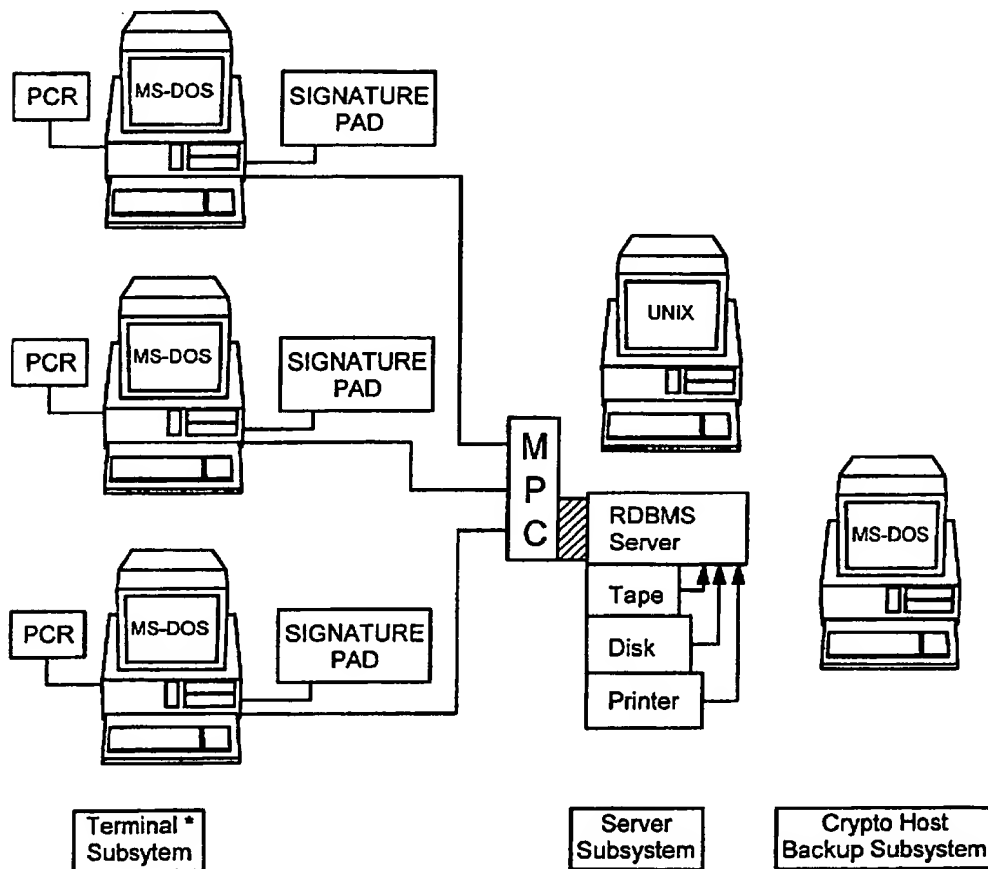 PCR
MS-DOS
SIGNATURE
PAD
PCR
MS-DOS
SIGNATURE
PAD
PCR
MS-DOS
SIGNATURE
PAD
M
P
C
UNIX
RDBMS
Server
Tape
Disk
Printer
MS-DOS
Terminal *
Subsytem
Server
Subsystem
Crypto Host
Backup Subsystem